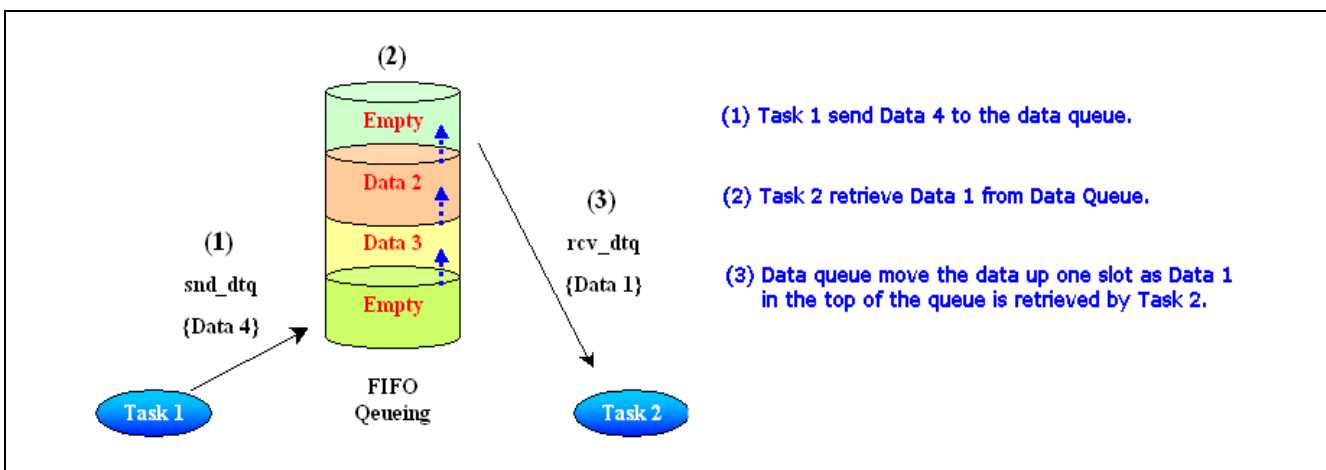 (2)
Empty
Data 2
Data 3
Empty
(1)
snd_dtq
{Data 4}
(3)
rcv_dtq
{Data 1}
Task 1
FIFO
Qeueing
Task 2
(1) Task 1 send Data 4 to the data queue.
(2) Task 2 retrieve Data 1 from Data Queue.
(3) Data queue move the data up one slot as Data 1
in the top of the queue is retrieved by Task 2.